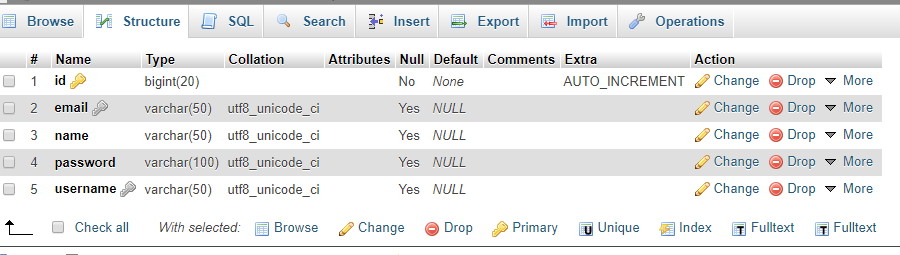 Browse Structure SQL Search Insert Export Import Operations
# Name Type Collation Attributes Null Default Comments Extra Action
1 id bigint(20) No None AUTO_INCREMENT Change Drop More
2 email varchar(50) utf8_unicode_ci Yes NULL Change Drop More
3 name varchar(50) utf8_unicode_ci Yes NULL Change Drop More
4 password varchar(100) utf8_unicode_ci Yes NULL Change Drop More
5 username varchar(50) utf8_unicode_ci Yes NULL Change Drop More
Check all With selected: Browse Change Drop Primary Unique Index Fulltext Fulltext